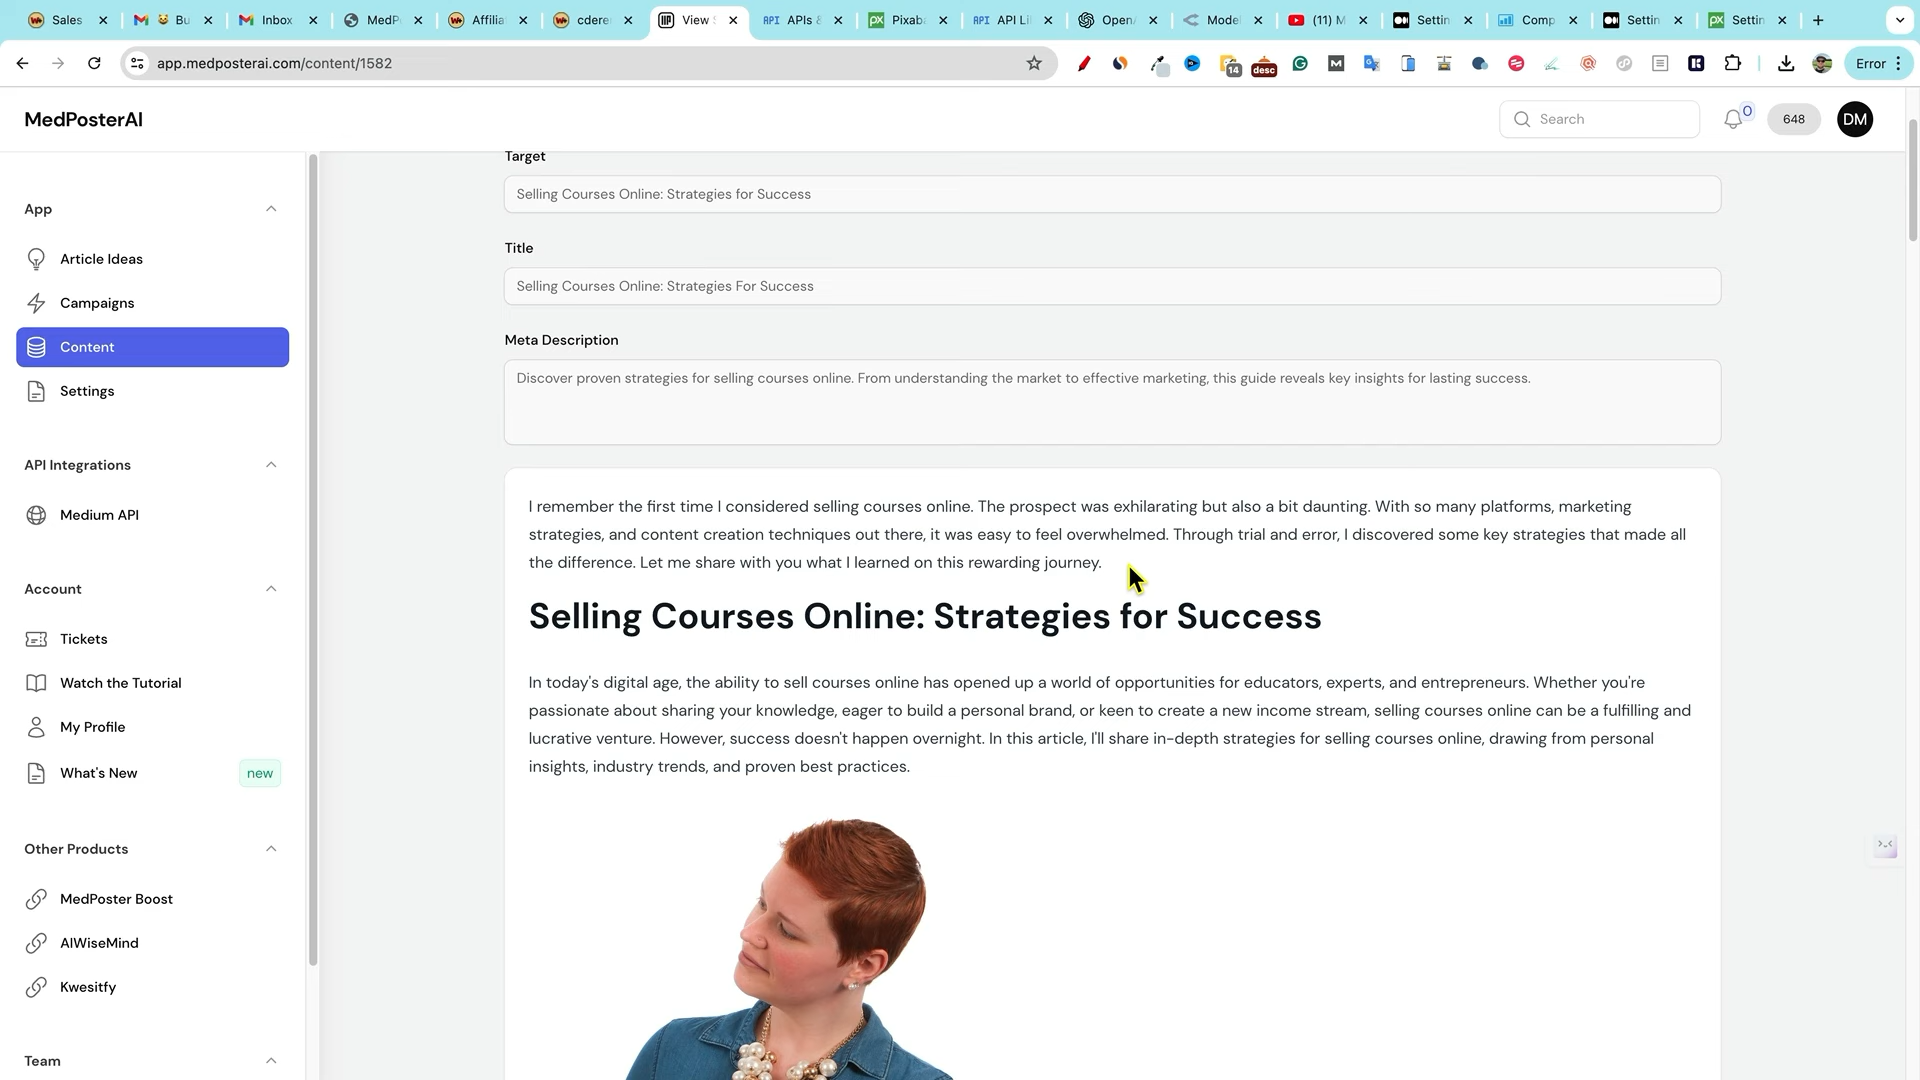 Sales
Bu
Inbox
MedP
Affilia
cdere
View S
API APIs &
px Pixab
API API Li
Open
Mode
(11) M
Settin
Comp
Settin
px Settin
app.medposterai.com/content/1582
14
desc
Error
MedPosterAI
Search
0
648
DM
App
Article Ideas
Campaigns
Content
Settings
API Integrations
Medium API
Account
Tickets
Watch the Tutorial
My Profile
What's New
new
Other Products
MedPoster Boost
AIWiseMind
Kwesitfy
Team
Target
Selling Courses Online: Strategies for Success
Title
Selling Courses Online: Strategies For Success
Meta Description
Discover proven strategies for selling courses online. From understanding the market to effective marketing, this guide reveals key insights for lasting success.
I remember the first time I considered selling courses online. The prospect was exhilarating but also a bit daunting. With so many platforms, marketing
strategies, and content creation techniques out there, it was easy to feel overwhelmed. Through trial and error, I discovered some key strategies that made all
the difference. Let me share with you what I learned on this rewarding journey.
Selling Courses Online: Strategies for Success
In today's digital age, the ability to sell courses online has opened up a world of opportunities for educators, experts, and entrepreneurs. Whether you're
passionate about sharing your knowledge, eager to build a personal brand, or keen to create a new income stream, selling courses online can be a fulfilling and
lucrative venture. However, success doesn't happen overnight. In this article, I'll share in-depth strategies for selling courses online, drawing from personal
insights, industry trends, and proven best practices.